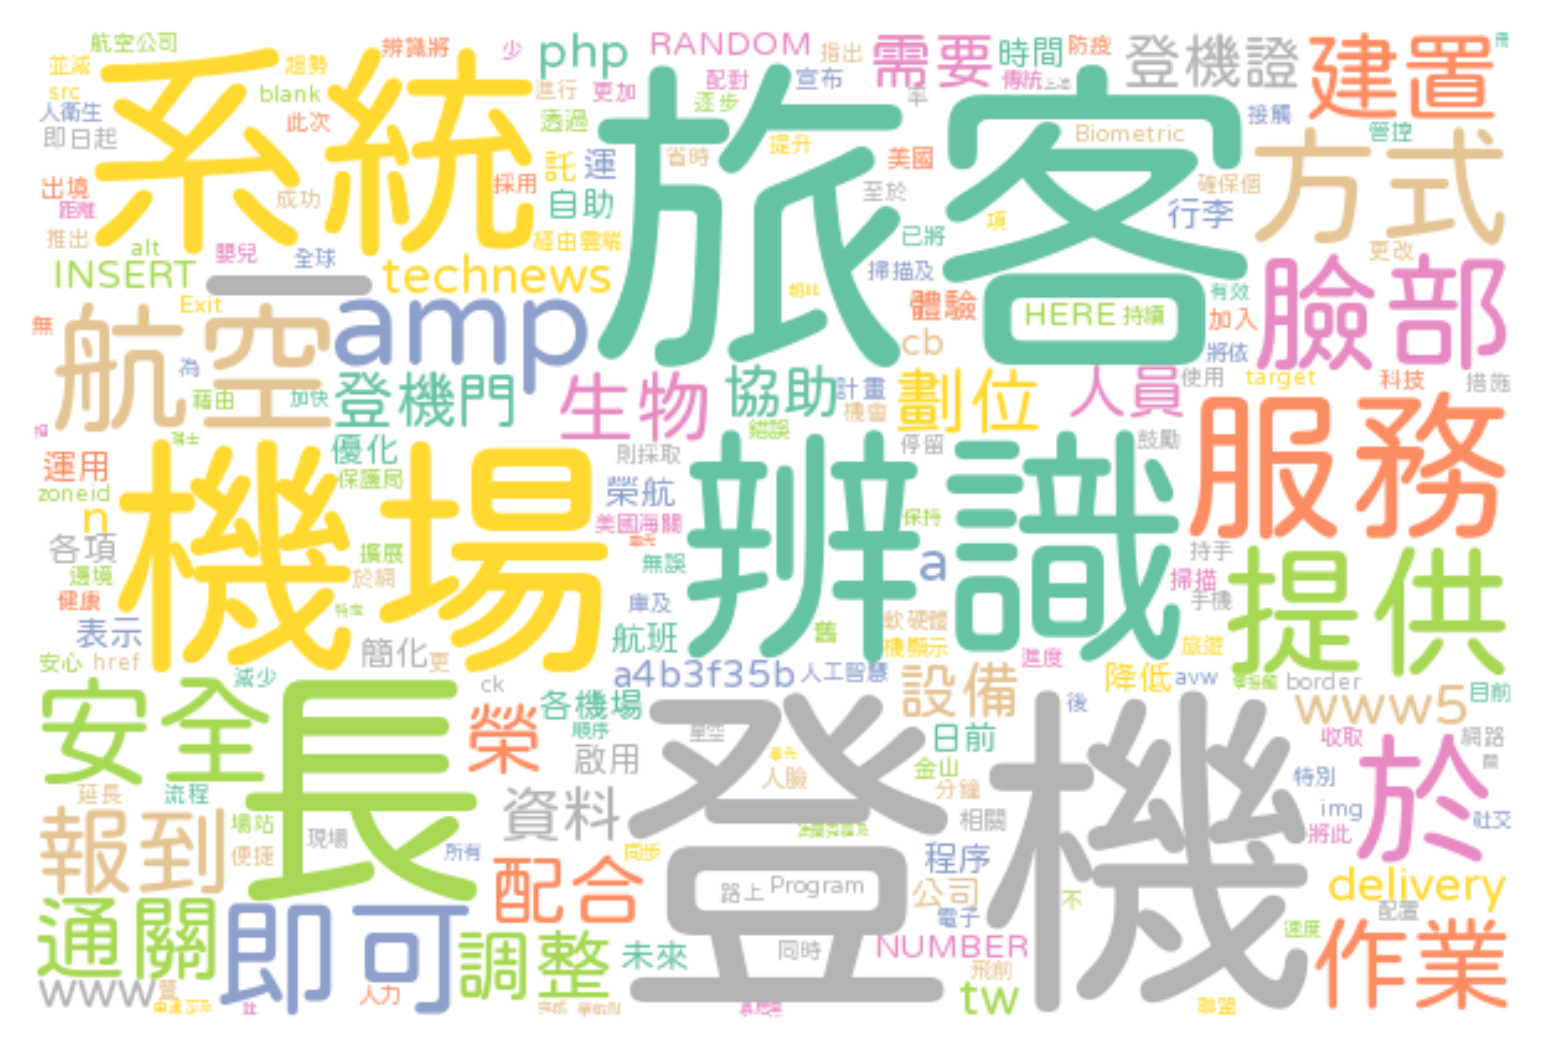 航空公司
辨識將
少
php
RANDOM
指出
需要
時間
防疫
登機證
建置
並減
趨勢
系統
src
blank
進行
更加
配對
宣布
傳統
旅客
人衛生
此次
透過
逐步
率
接觸
即日起
Biometric
管控
方式
託
運
省時
提升
美國
出境
採用
自助
至於
確保個
行李
距離
成功
項
推出
alt
嬰兒
全球
經由雲端
已將
更改
INSERT
一
technews
掃描及
有效
臉部
Exit
amp
體驗
HERE
持續
加入
無
航空
cb
將依
為
藉由
加快
登機門
生物
協助
計畫
機會
劃位
人員
使用
target
科技
措施
服務
錯誤
優化
則採取
停留
鼓勵
運用
保護局
機場
榮航
辨識
zoneid
n
美國海關
保持
各項
擴展
無誤
a
持手
提供
環境
於網
掃描
健康
庫及
手機
表示
航班
舊
軟硬體
簡化
更
機顯示
進度
旅遊
安心
href
減少
a4b3f35b
人工智慧
設備
降低
avw
border
ck
安全
長
榮
各機場
登機
後
www5
目前
順序
日前
收取
網路
啟用
人臉
金山
特別
於
延長
流程
資料
分鐘
img
報到
場站
現場
相關
將此
社交
便捷
所有
同步
程序
配合
路上
Program
公司
delivery
通關
即可
電子
不
配置
調整
未來
同時
NUMBER
速度
作業
www
人力
飛前
tw
聯盟